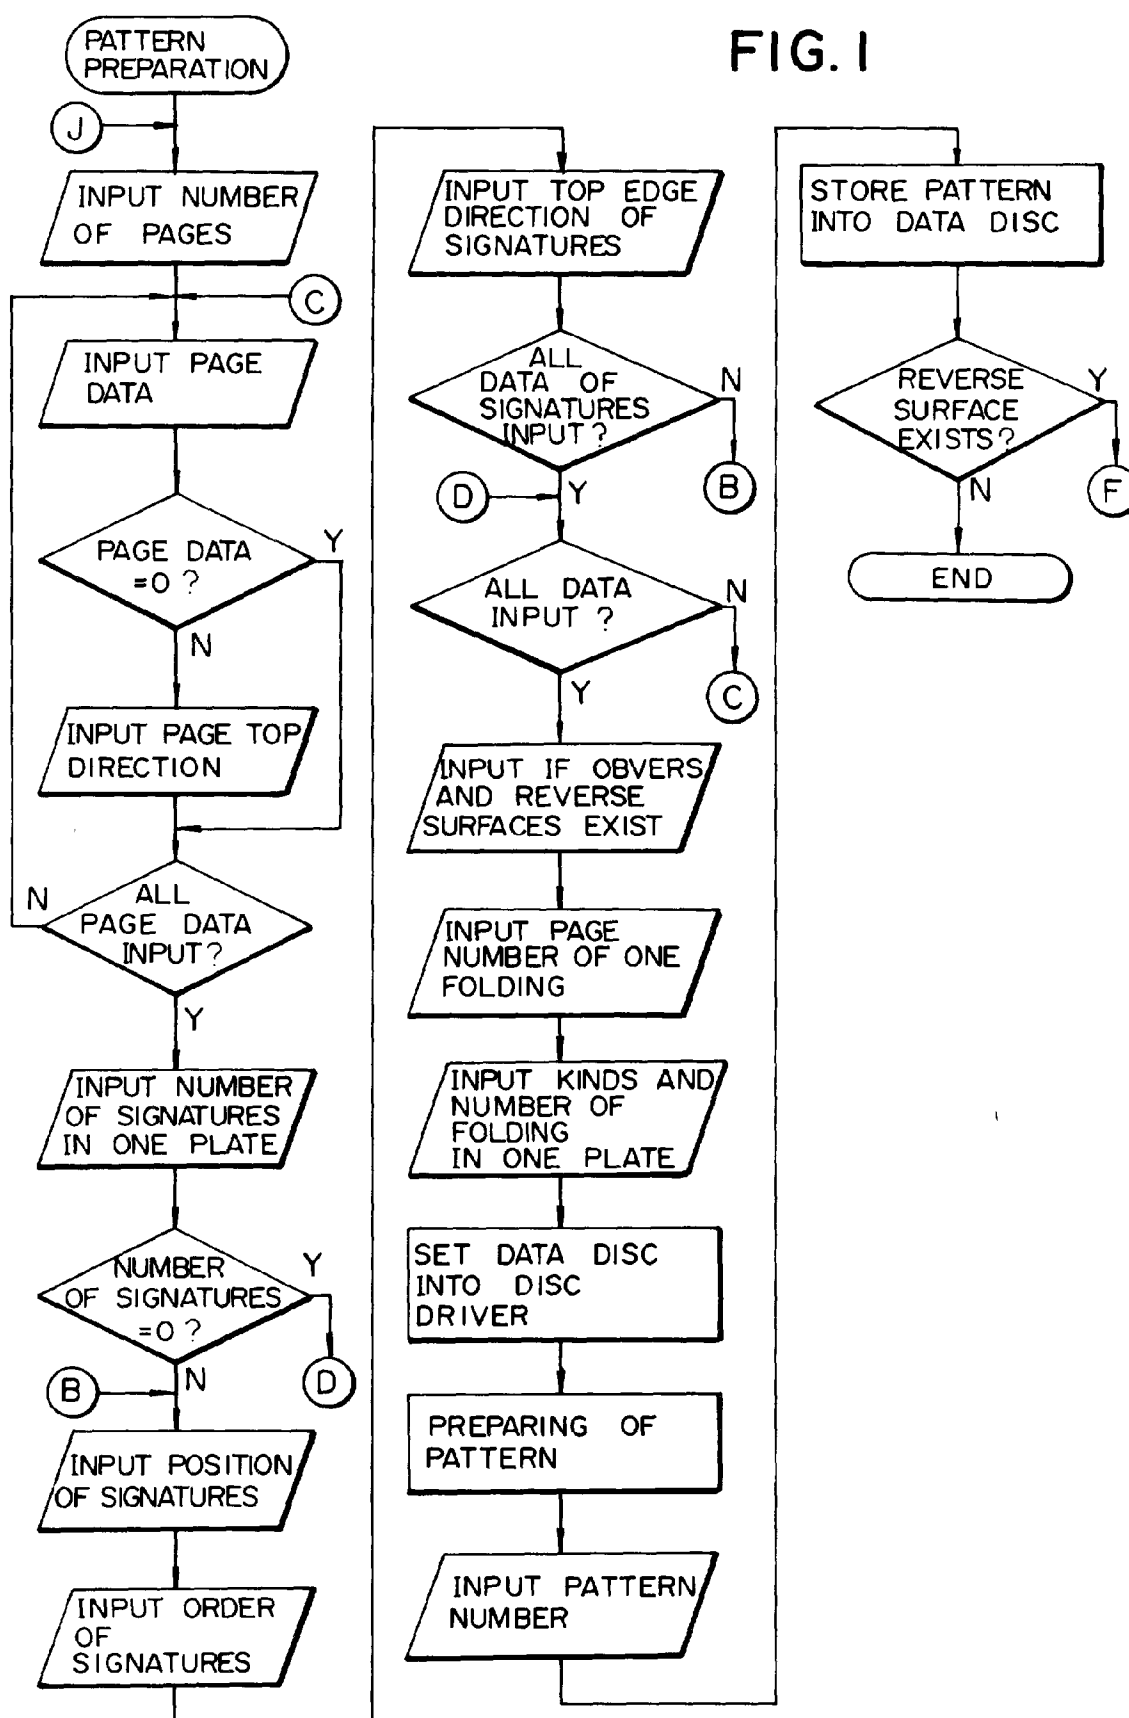 FIG. 1
PATTERN
PREPARATION
J
INPUT NUMBER
OF PAGES
C
INPUT PAGE
DATA
PAGE DATA
=0 ?
Y
N
INPUT PAGE TOP
DIRECTION
ALL
PAGE DATA
INPUT?
N
Y
INPUT NUMBER
OF SIGNATURES
IN ONE PLATE
NUMBER
OF SIGNATURES
=0 ?
Y
D
N
B
INPUT POSITION
OF SIGNATURES
INPUT ORDER
OF
SIGNATURES
INPUT TOP EDGE
DIRECTION OF
SIGNATURES
ALL
DATA OF
SIGNATURES
INPUT ?
N
B
Y
D
ALL DATA
INPUT ?
N
C
Y
INPUT IF OBVERS
AND REVERSE
SURFACES EXIST
INPUT PAGE
NUMBER OF ONE
FOLDING
INPUT KINDS AND
NUMBER OF
FOLDING
IN ONE PLATE
SET DATA DISC
INTO DISC
DRIVER
PREPARING OF
PATTERN
INPUT PATTERN
NUMBER
STORE PATTERN
INTO DATA DISC
REVERSE
SURFACE
EXISTS?
Y
F
N
END